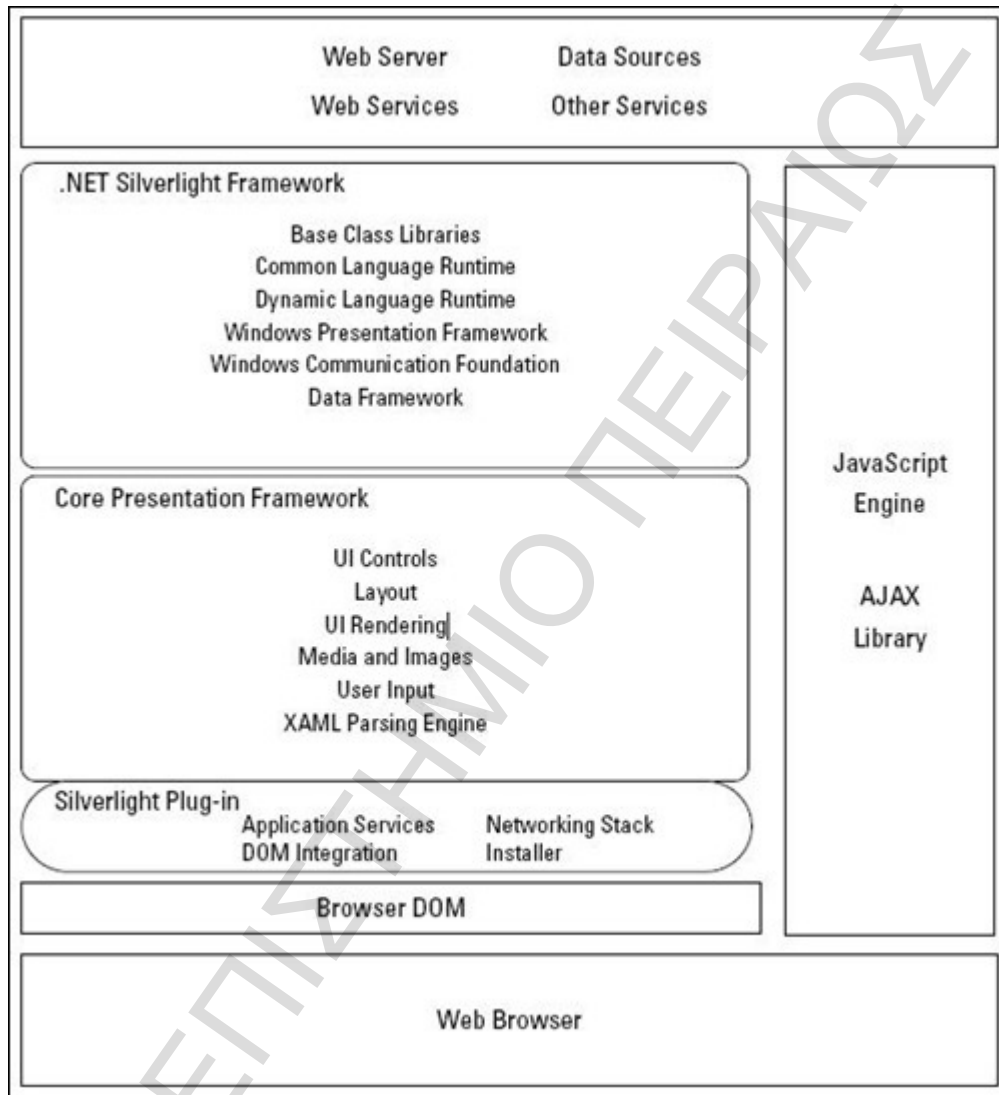 Web Server Data Sources
Web Services Other Services
.NET Silverlight Framework
Base Class Libraries
Common Language Runtime
Dynamic Language Runtime
Windows Presentation Framework
Windows Communication Foundation
Data Framework
Core Presentation Framework
UI Controls
Layout
UI Rendering
Media and Images
User Input
XAML Parsing Engine
Silverlight Plug-in
Application Services Networking Stack
DOM Integration Installer
Browser DOM
JavaScript
Engine
AJAX
Library
Web Browser
ΕΠΙΣΤΗΜΙΟ ΠΕΙΡΑΙΩΣ